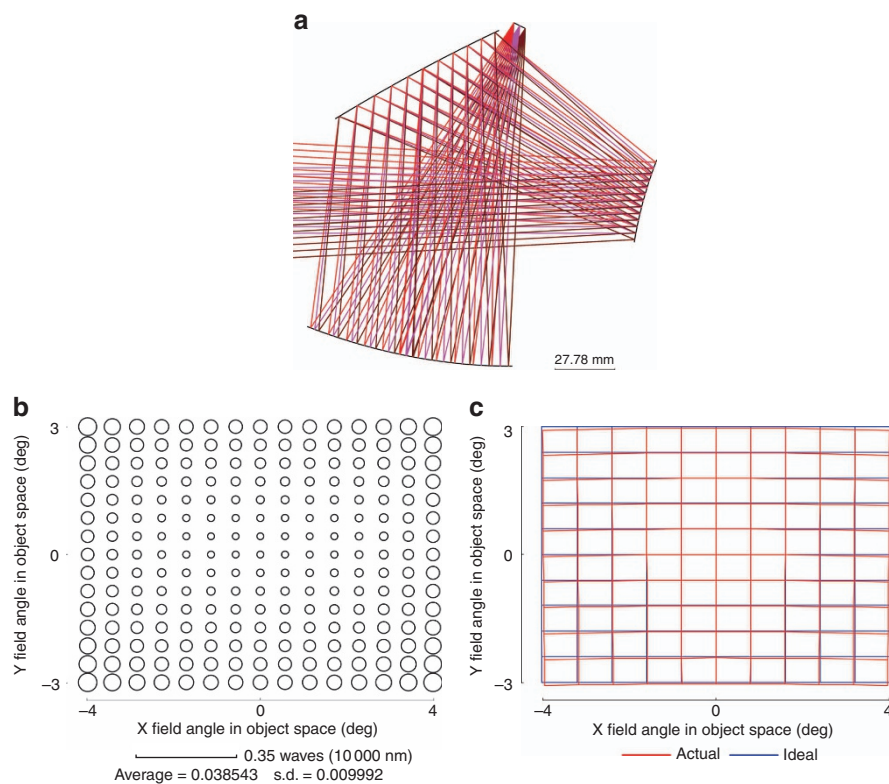 a
27.78 mm
b
3
0
−3
Y field angle in object space (deg)
−4
0
4
X field angle in object space (deg)
0.35 waves (10 000 nm)
Average = 0.038543 s.d. = 0.009992
c
3
0
−3
Y field angle in object space (deg)
−4
0
4
X field angle in object space (deg)
Actual
Ideal